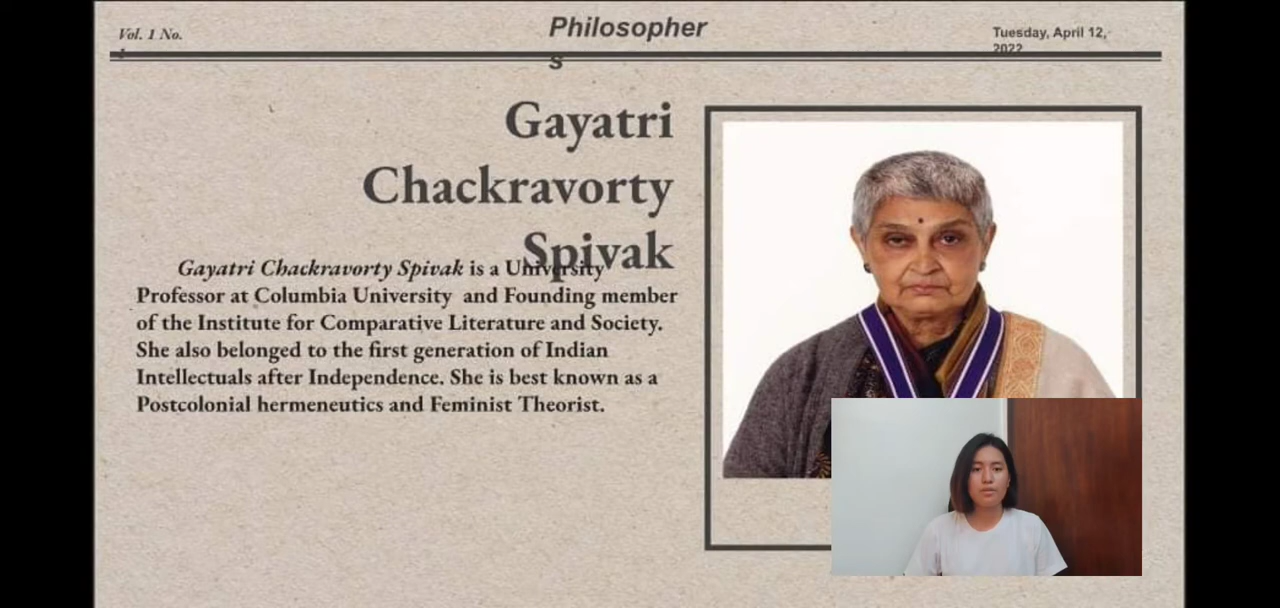 Vol. 1 No.
Philosopher
s
Tuesday, April 12,
2022
Gayatri
Chackravorty
Spivak
Gayatri Chackravorty Spivak is a University
Professor at Columbia University and Founding member
of the Institute for Comparative Literature and Society.
She also belonged to the first generation of Indian
Intellectuals after Independence. She is best known as a
Postcolonial hermeneutics and Feminist Theorist.